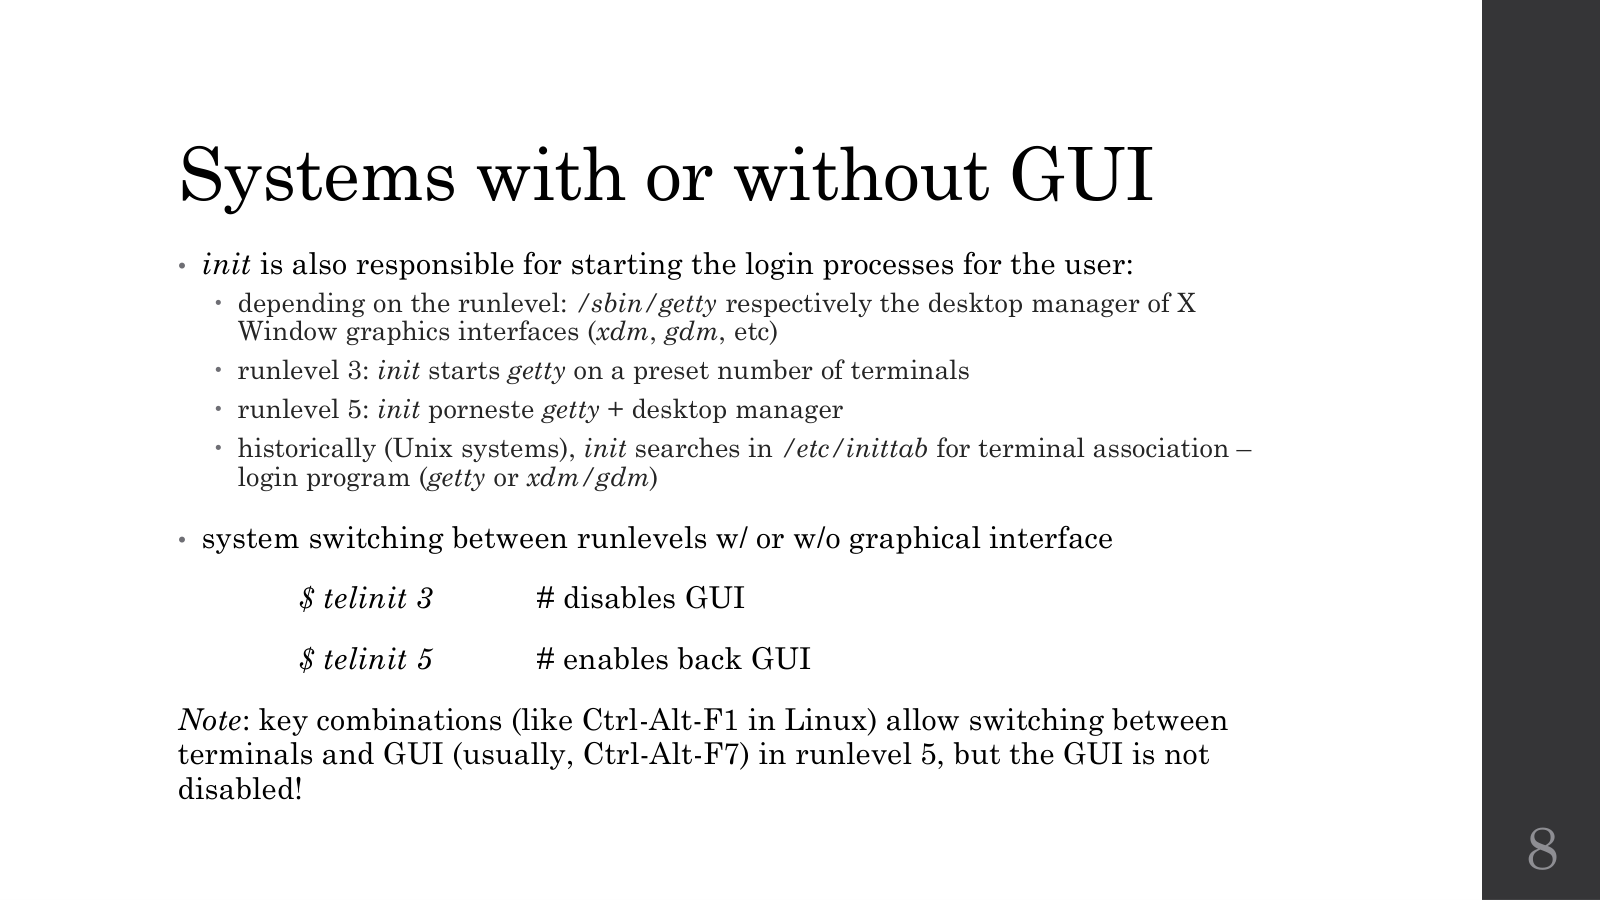 Systems with or without GUI
• init is also responsible for starting the login processes for the user:
• depending on the runlevel: /sbin/getty respectively the desktop manager of X
Window graphics interfaces (xdm, gdm, etc)
• runlevel 3: init starts getty on a preset number of terminals
• runlevel 5: init porneste getty + desktop manager
• historically (Unix systems), init searches in /etc/inittab for terminal association –
login program (getty or xdm/gdm)
• system switching between runlevels w/ or w/o graphical interface
$ telinit 3 # disables GUI
$ telinit 5 # enables back GUI
Note: key combinations (like Ctrl-Alt-F1 in Linux) allow switching between
terminals and GUI (usually, Ctrl-Alt-F7) in runlevel 5, but the GUI is not
disabled!
8